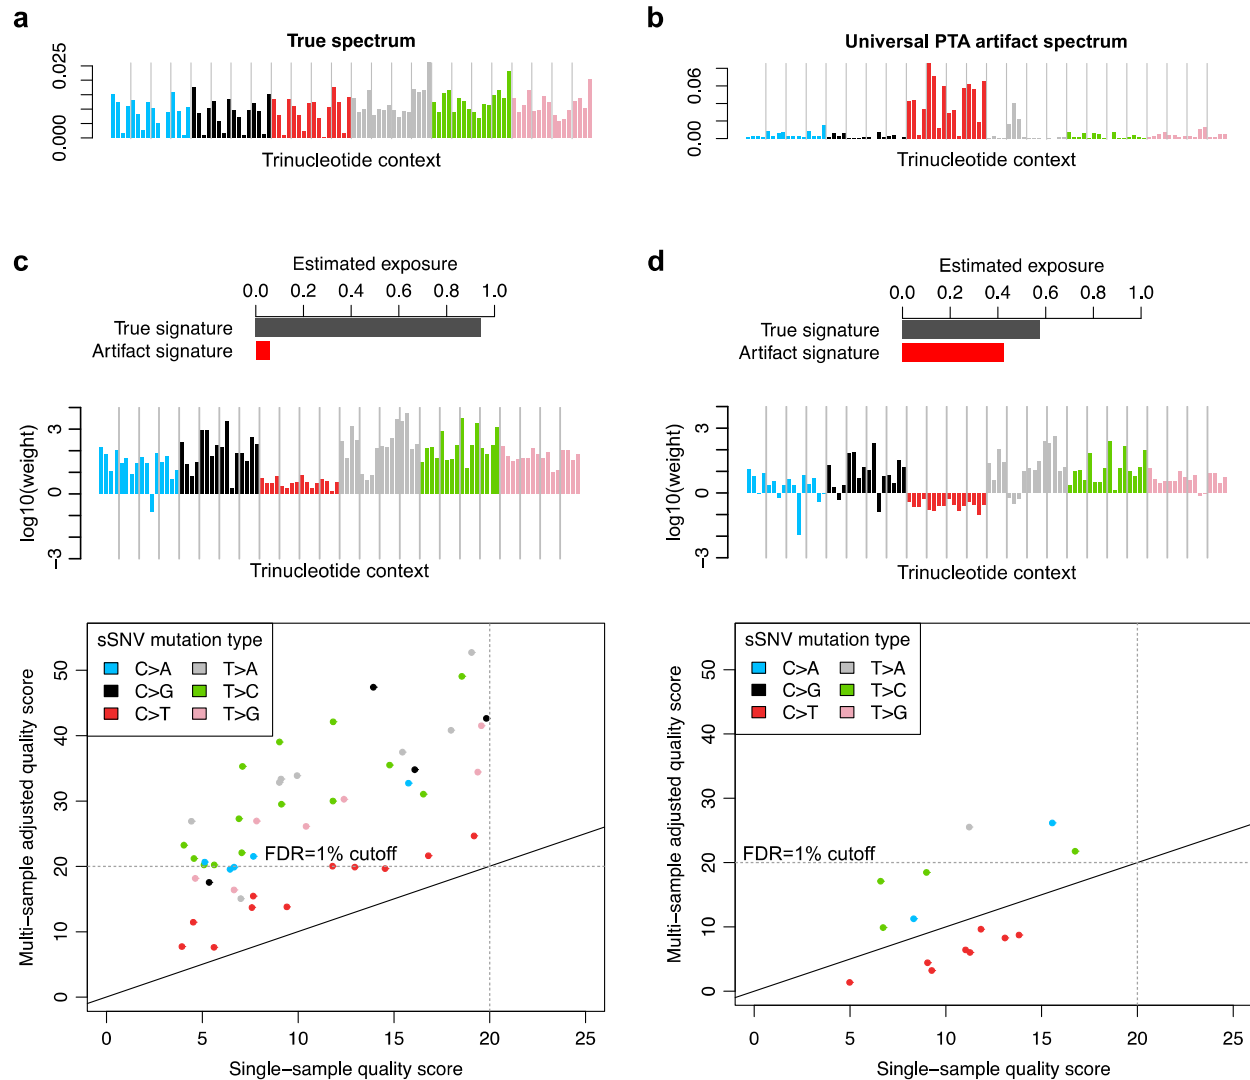 a
True spectrum
0.025
0.000
Trinucleotide context
b
Universal PTA artifact spectrum
0.06
0.00
Trinucleotide context
c
Estimated exposure
0.0 0.2 0.4 0.6 0.8 1.0
True signature
Artifact signature
log10(weight)
3
0
−3
Trinucleotide context
sSNV mutation type
C>A T>A
C>G T>C
C>T T>G
FDR=1% cutoff
Multi−sample adjusted quality score
50
40
30
20
10
0
0 5 10 15 20 25
Single−sample quality score
d
Estimated exposure
0.0 0.2 0.4 0.6 0.8 1.0
True signature
Artifact signature
log10(weight)
3
0
−3
Trinucleotide context
sSNV mutation type
C>A T>A
C>G T>C
C>T T>G
FDR=1% cutoff
Multi−sample adjusted quality score
50
40
30
20
10
0
0 5 10 15 20 25
Single−sample quality score